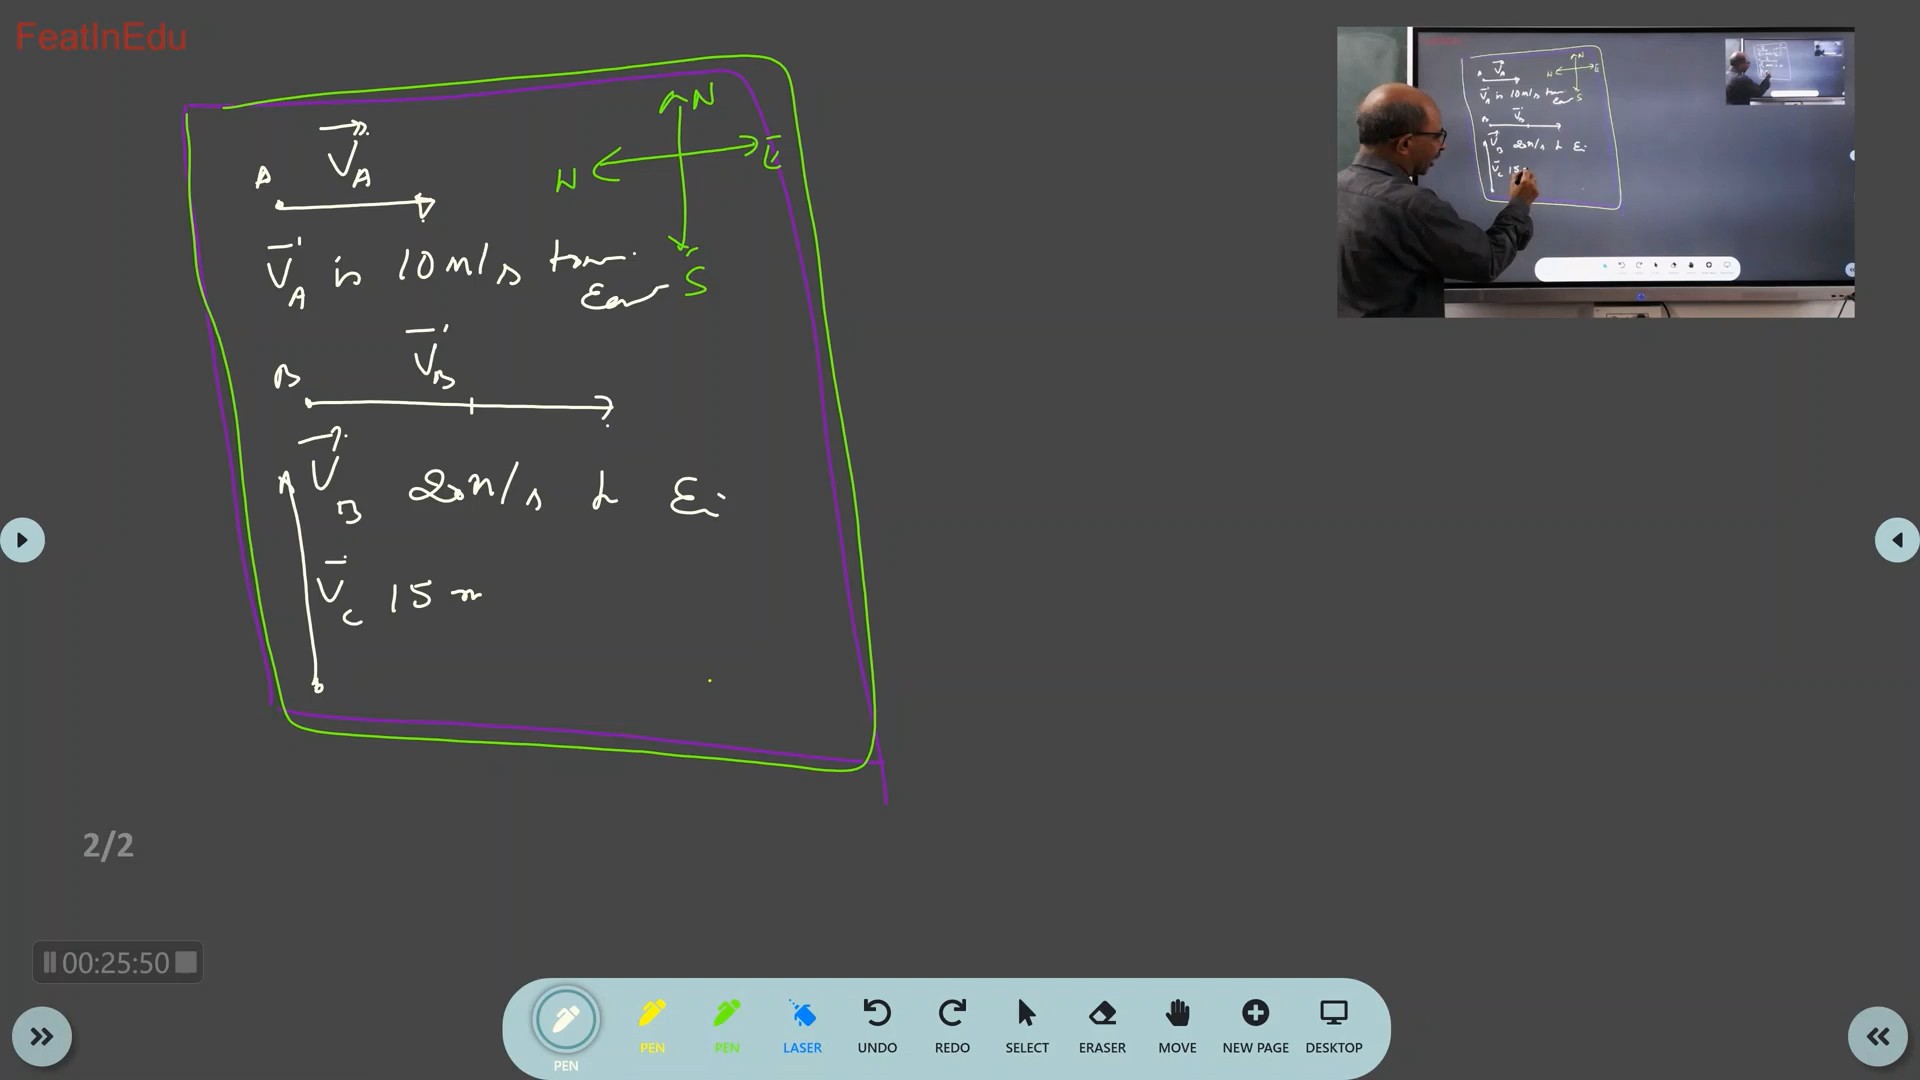 FeatInEdu
N
E
W
S
V_A
A
V_A is 10 m/s
V_B
B
V_B 20 m/s
V_C 15 m
2/2
00:25:50
PEN
PEN
PEN
LASER
UNDO
REDO
SELECT
ERASER
MOVE
NEW PAGE
DESKTOP